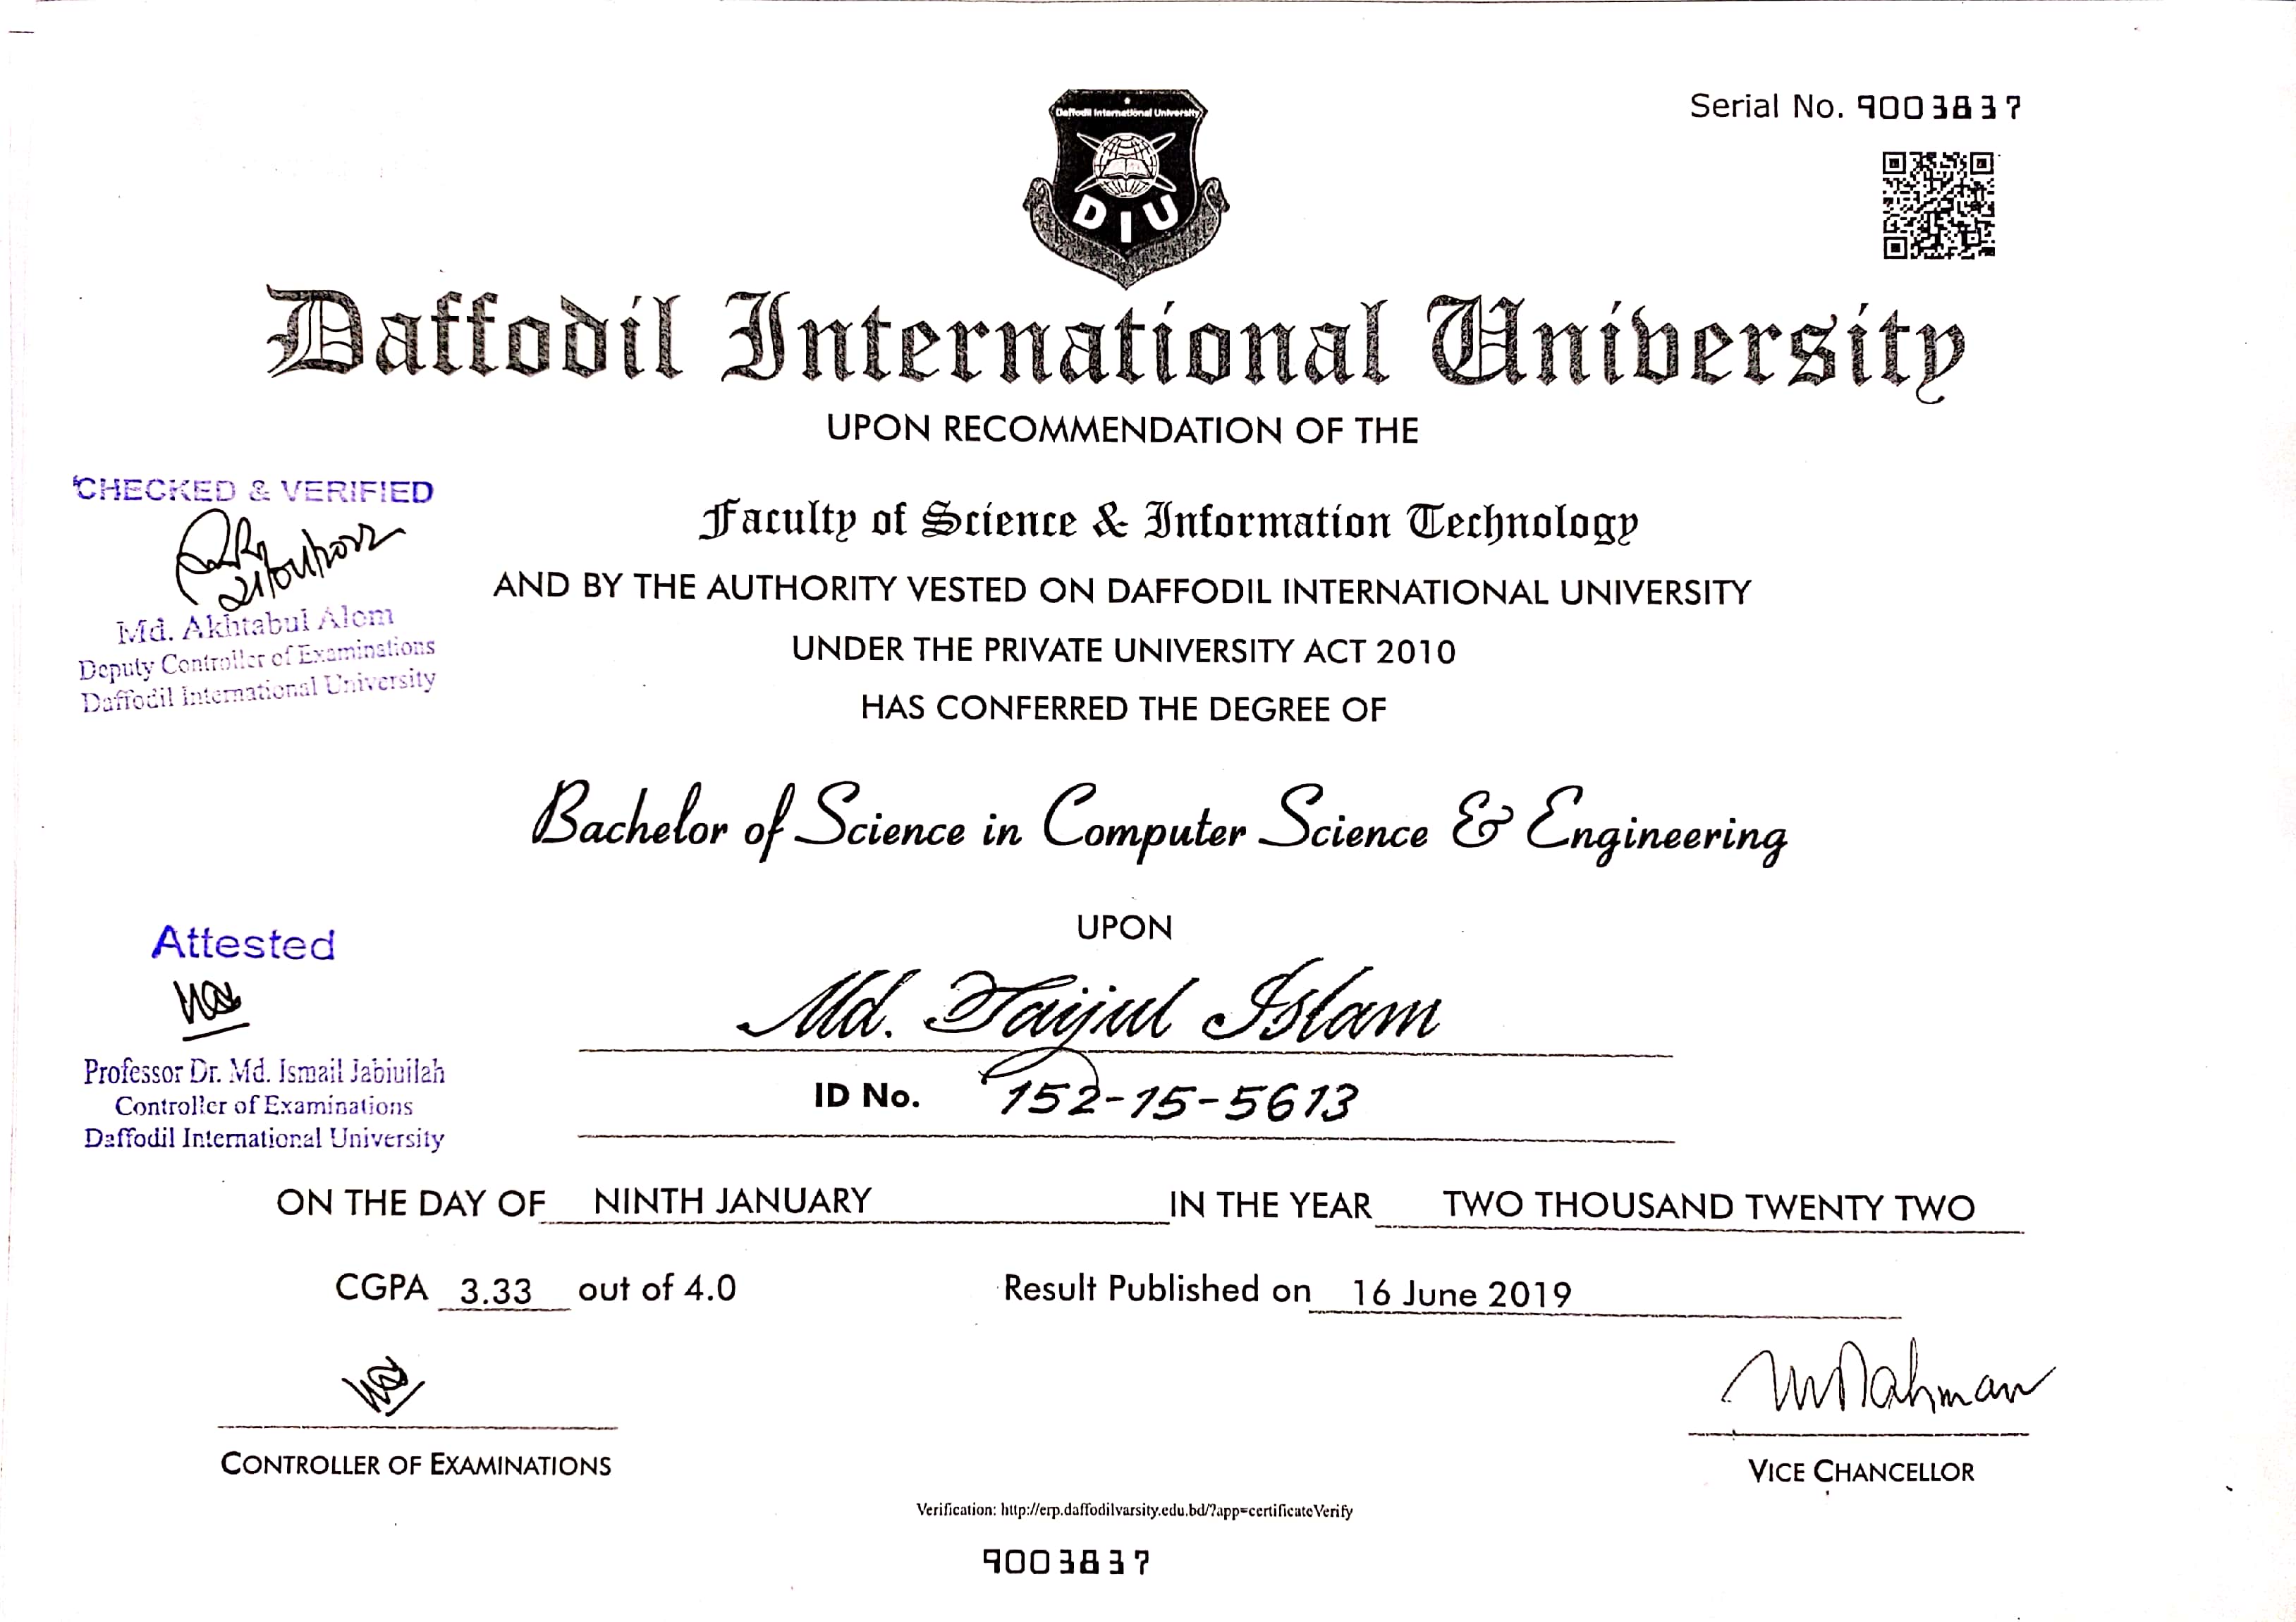 Serial No. 9003837
Daffodil International University
DIU
Daffodil International University
UPON RECOMMENDATION OF THE
CHECKED & VERIFIED
Faculty of Science & Information Technology
AND BY THE AUTHORITY VESTED ON DAFFODIL INTERNATIONAL UNIVERSITY
Md. Akhtabul Alom
Deputy Controller of Examinations
Daffodil International University
UNDER THE PRIVATE UNIVERSITY ACT 2010
HAS CONFERRED THE DEGREE OF
Bachelor of Science in Computer Science & Engineering
UPON
Attested
Md. Taijul Islam
Professor Dr. Md. Ismail Jabiullah
Controller of Examinations
Daffodil International University
ID No. 152-15-5613
ON THE DAY OF NINTH JANUARY IN THE YEAR TWO THOUSAND TWENTY TWO
CGPA 3.33 out of 4.0 Result Published on 16 June 2019
MRahman
CONTROLLER OF EXAMINATIONS
VICE CHANCELLOR
Verification: http://erp.daffodilvarsity.edu.bd/?app=certificateVerify
9003837